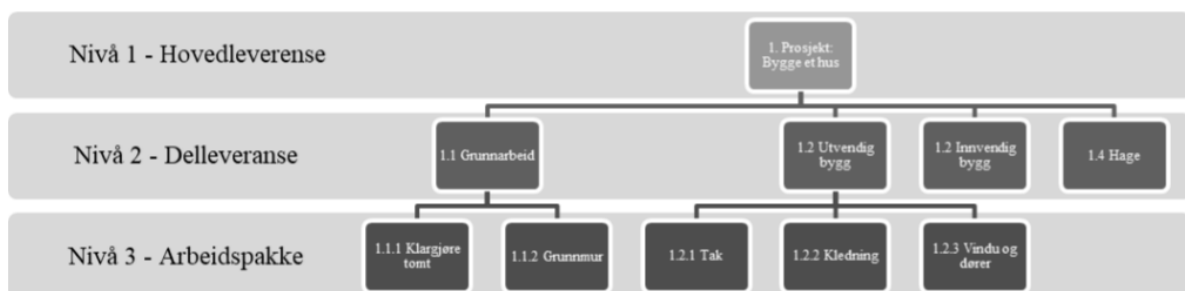 Nivå 1 - Hovedleverense
1. Prosjekt:
Bygge et hus
Nivå 2 - Delleveranse
1.1 Grunnarbeid
1.2 Utvendig
bygg
1.2 Innvendig
bygg
1.4 Hage
Nivå 3 - Arbeidspakke
1.1.1 Klargjøre
tomt
1.1.2 Grunnmur
1.2.1 Tak
1.2.2 Kledning
1.2.3 Vindu og
dører